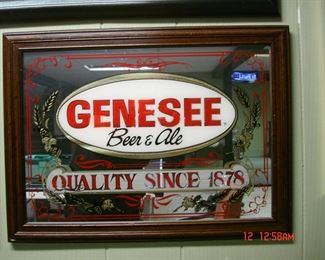 GENESEE
Beer & Ale
QUALITY SINCE 1878
12 12:58AM